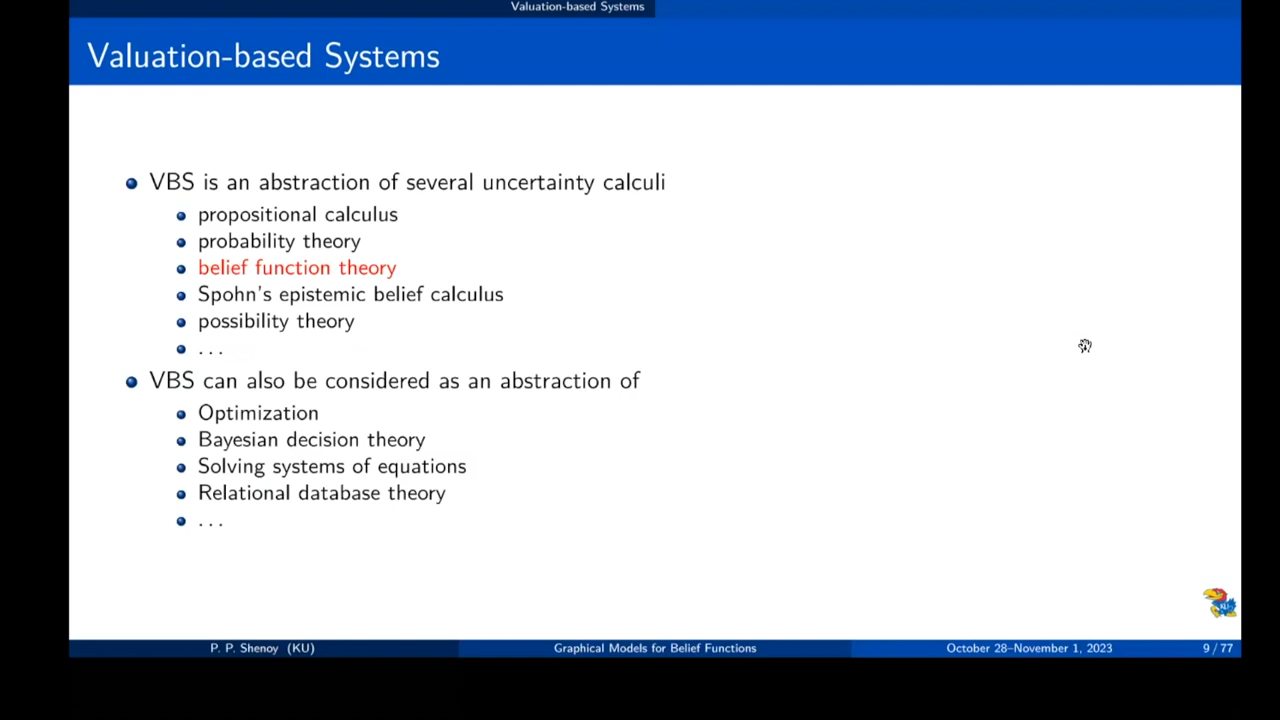 Valuation-based Systems
Valuation-based Systems
VBS is an abstraction of several uncertainty calculi
propositional calculus
probability theory
belief function theory
Spohn's epistemic belief calculus
possibility theory
. . .
VBS can also be considered as an abstraction of
Optimization
Bayesian decision theory
Solving systems of equations
Relational database theory
. . .
KU
P. P. Shenoy (KU) Graphical Models for Belief Functions October 28–November 1, 2023 9 / 77